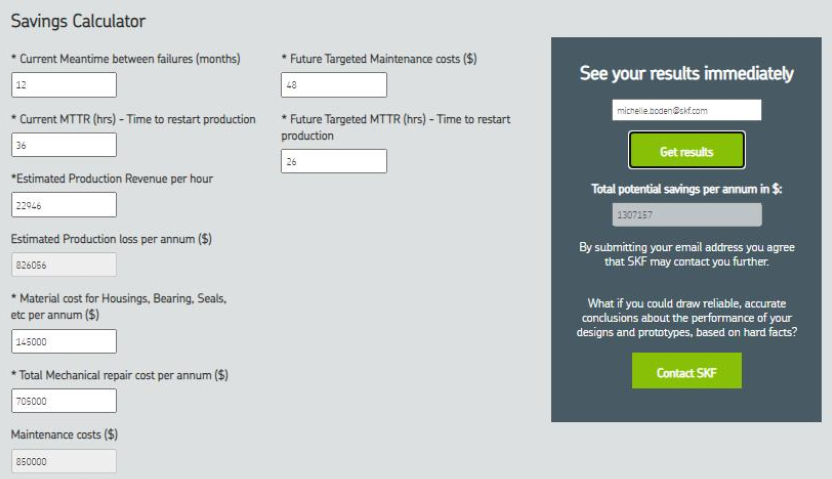 Savings Calculator
* Current Meantime between failures (months)
12
* Current MTTR (hrs) - Time to restart production
36
*Estimated Production Revenue per hour
22946
Estimated Production loss per annum ($)
826056
* Material cost for Housings, Bearing, Seals,
etc per annum ($)
145000
* Total Mechanical repair cost per annum ($)
705000
Maintenance costs ($)
850000
* Future Targeted Maintenance costs ($)
48
* Future Targeted MTTR (hrs) - Time to restart
production
26
See your results immediately
michelle.boden@skf.com
Get results
Total potential savings per annum in $:
1307157
By submitting your email address you agree
that SKF may contact you further.
What if you could draw reliable, accurate
conclusions about the performance of your
designs and prototypes, based on hard facts?
Contact SKF